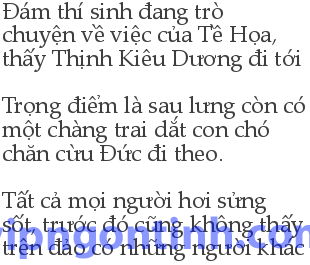 Đám thí sinh đang trò
chuyện về việc của Tề Họa,
thấy Thịnh Kiêu Dương đi tới
Trọng điểm là sau lưng còn có
một chàng trai dắt con chó
chăn cừu Đức đi theo.
Tất cả mọi người hơi sửng
sốt, trước đó cũng không thấy
trên đảo có những người khác
vipngontinh.com